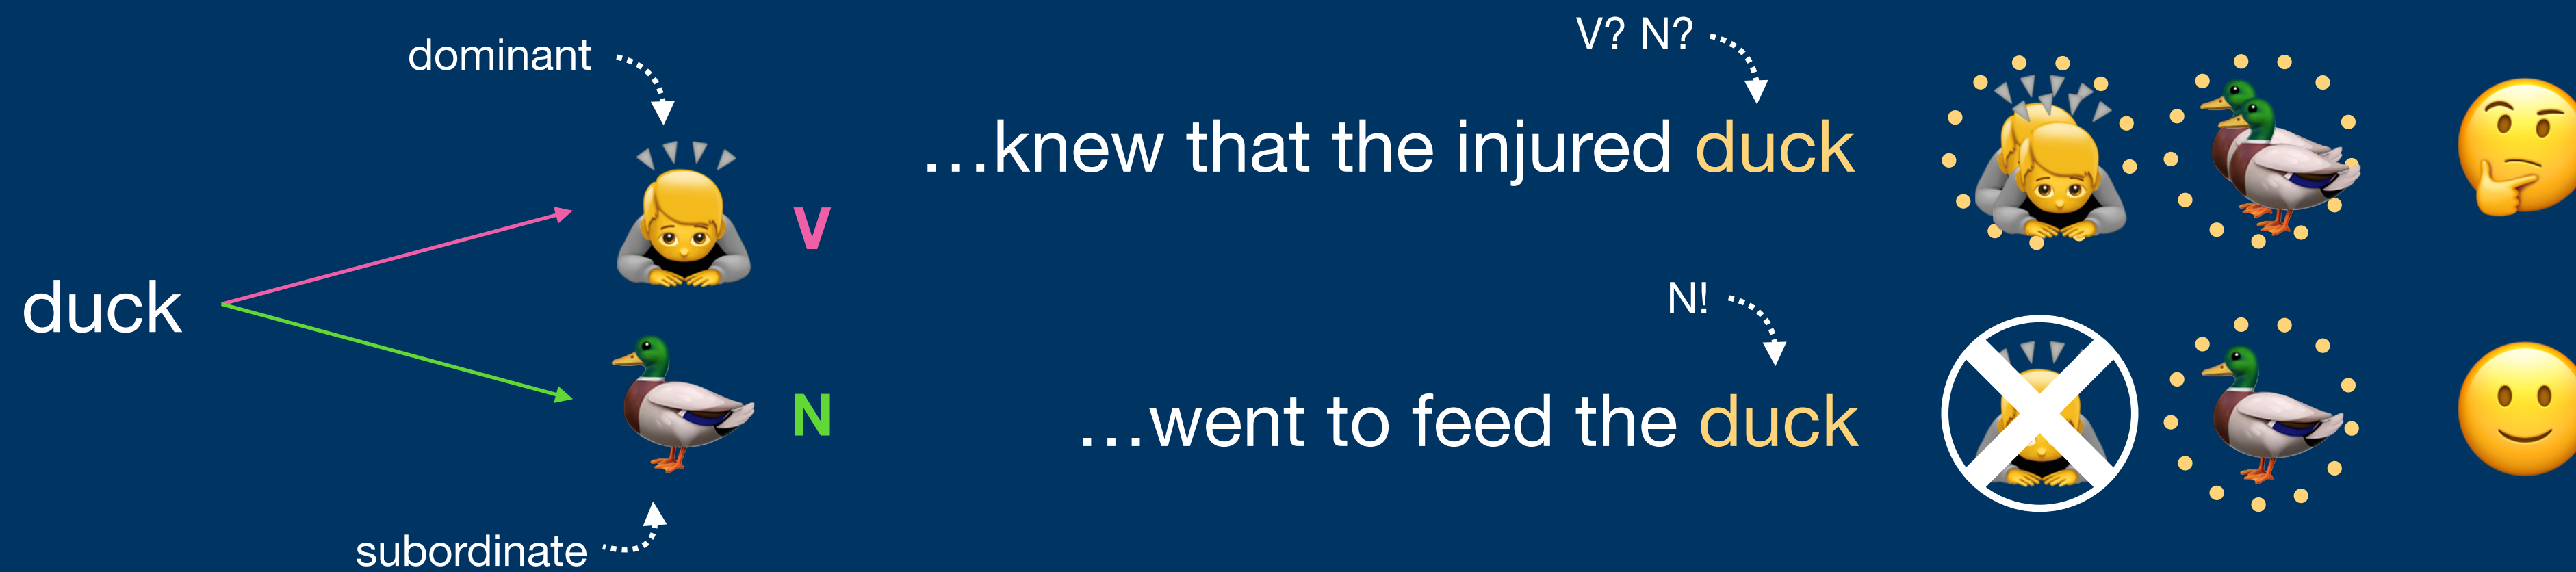 dominant
V
duck
N
subordinate
V? N?
...knew that the injured duck
N!
...went to feed the duck